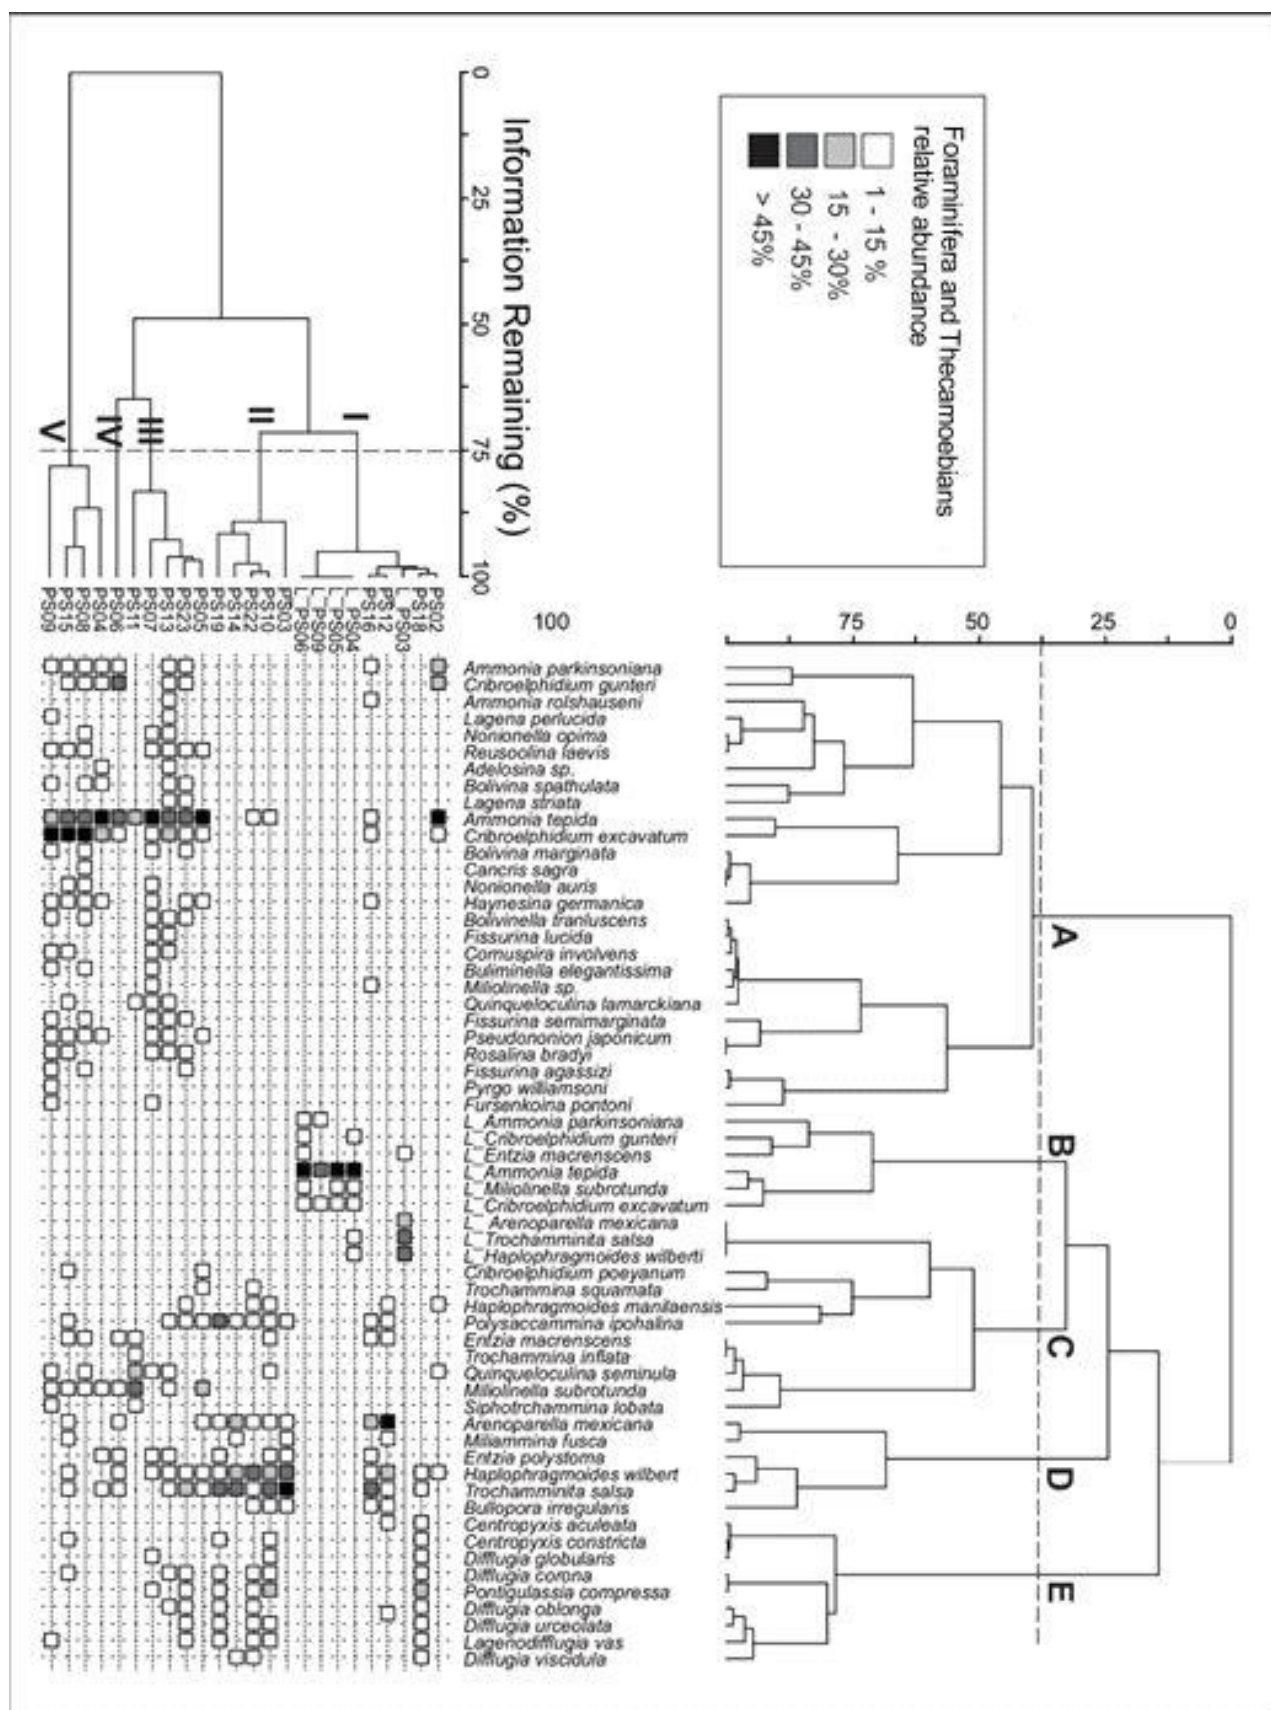 Foraminifera and Thecamoebians
relative abundance
1 - 15 %
15 - 30%
30 - 45%
> 45%
0
25
50
75
100
Information Remaining (%)
I
II
III
IV
V
PS02
PS18
L_PS03
PS12
PS16
L_PS04
L_PS05
L_PS09
L_PS06
PS03
PS10
PS22
PS14
PS19
PS05
PS23
PS13
PS07
PS11
PS06
PS04
PS08
PS15
PS09
100
75
50
25
0
A
B
C
D
E
Ammonia parkinsoniana
Cribroelphidium gunteri
Ammonia rolshauseni
Lagena perlucida
Nonionella opima
Reusoolina laevis
Adelosina sp.
Bolivina spathulata
Lagena striata
Ammonia tepida
Cribroelphidium excavatum
Bolivina marginata
Cancris sagra
Nonionella auris
Haynesina germanica
Bolivinella tranluscens
Fissurina lucida
Cornuspira involvens
Buliminella elegantissima
Miliolinella sp.
Quinqueloculina lamarckiana
Fissurina semimarginata
Pseudononion japonicum
Rosalina bradyi
Fissurina agassizi
Pyrgo williamsoni
Fursenkoina pontoni
L_Ammonia parkinsoniana
L_Cribroelphidium gunteri
L_Entzia macrenscens
L_Ammonia tepida
L_Miliolinella subrotunda
L_Cribroelphidium excavatum
L_Arenoparella mexicana
L_Trochamminita salsa
L_Haplophragmoides wilberti
Cribroelphidium poeyanum
Trochammina squamata
Haplophragmoides manilaensis
Polysaccammina ipohalina
Entzia macrenscens
Trochammina inflata
Quinqueloculina seminula
Miliolinella subrotunda
Siphotrchammina lobata
Arenoparella mexicana
Miliammina fusca
Entzia polystoma
Haplophragmoides wilbert
Trochamminita salsa
Bullopora irregularis
Centropyxis aculeata
Centropyxis constricta
Difflugia globularis
Difflugia corona
Pontigulassia compressa
Difflugia oblonga
Difflugia urceolata
Lagenodifflugia vas
Difflugia viscidula